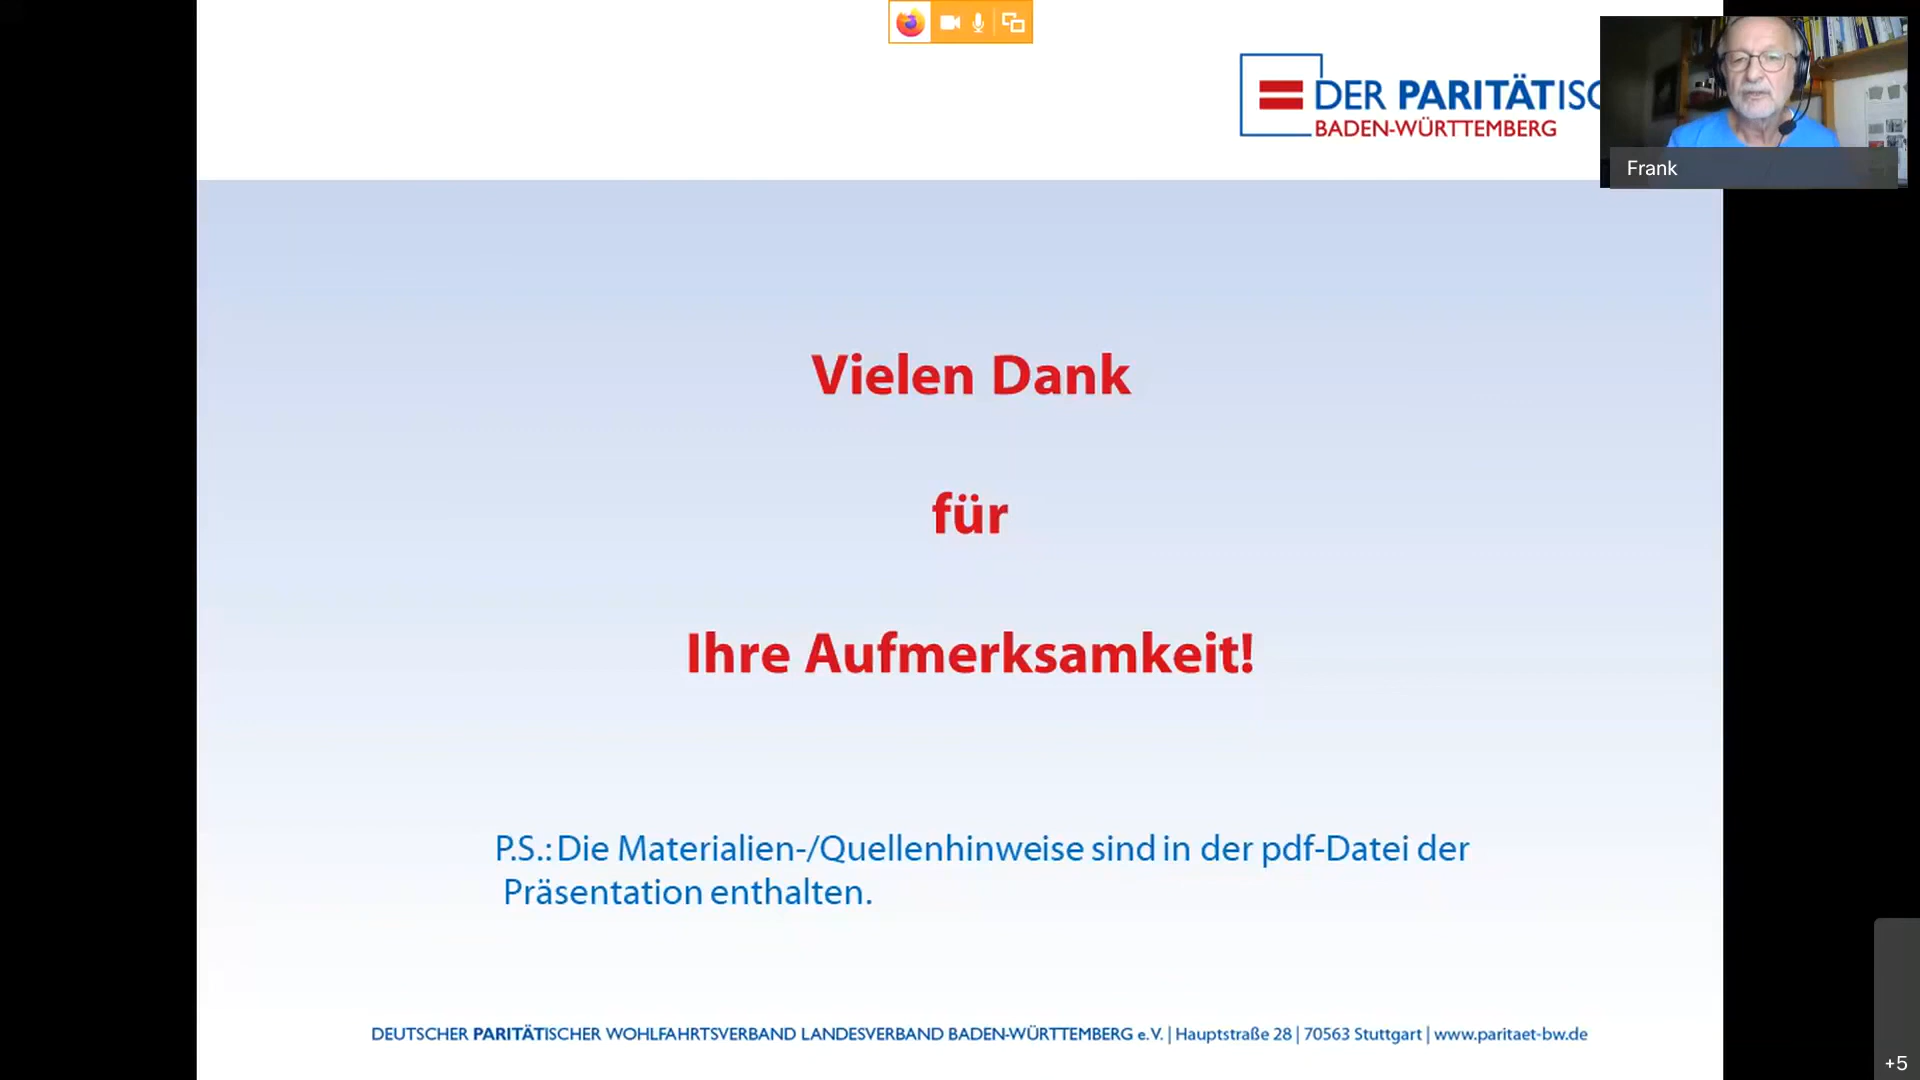 DER PARITÄTISC
BADEN-WÜRTTEMBERG
Frank
Vielen Dank
für
Ihre Aufmerksamkeit!
P.S.: Die Materialien-/Quellenhinweise sind in der pdf-Datei der
Präsentation enthalten.
DEUTSCHER PARITÄTISCHER WOHLFAHRTSVERBAND LANDESVERBAND BADEN-WÜRTTEMBERG e.V. | Hauptstraße 28 | 70563 Stuttgart | www.paritaet-bw.de
+5